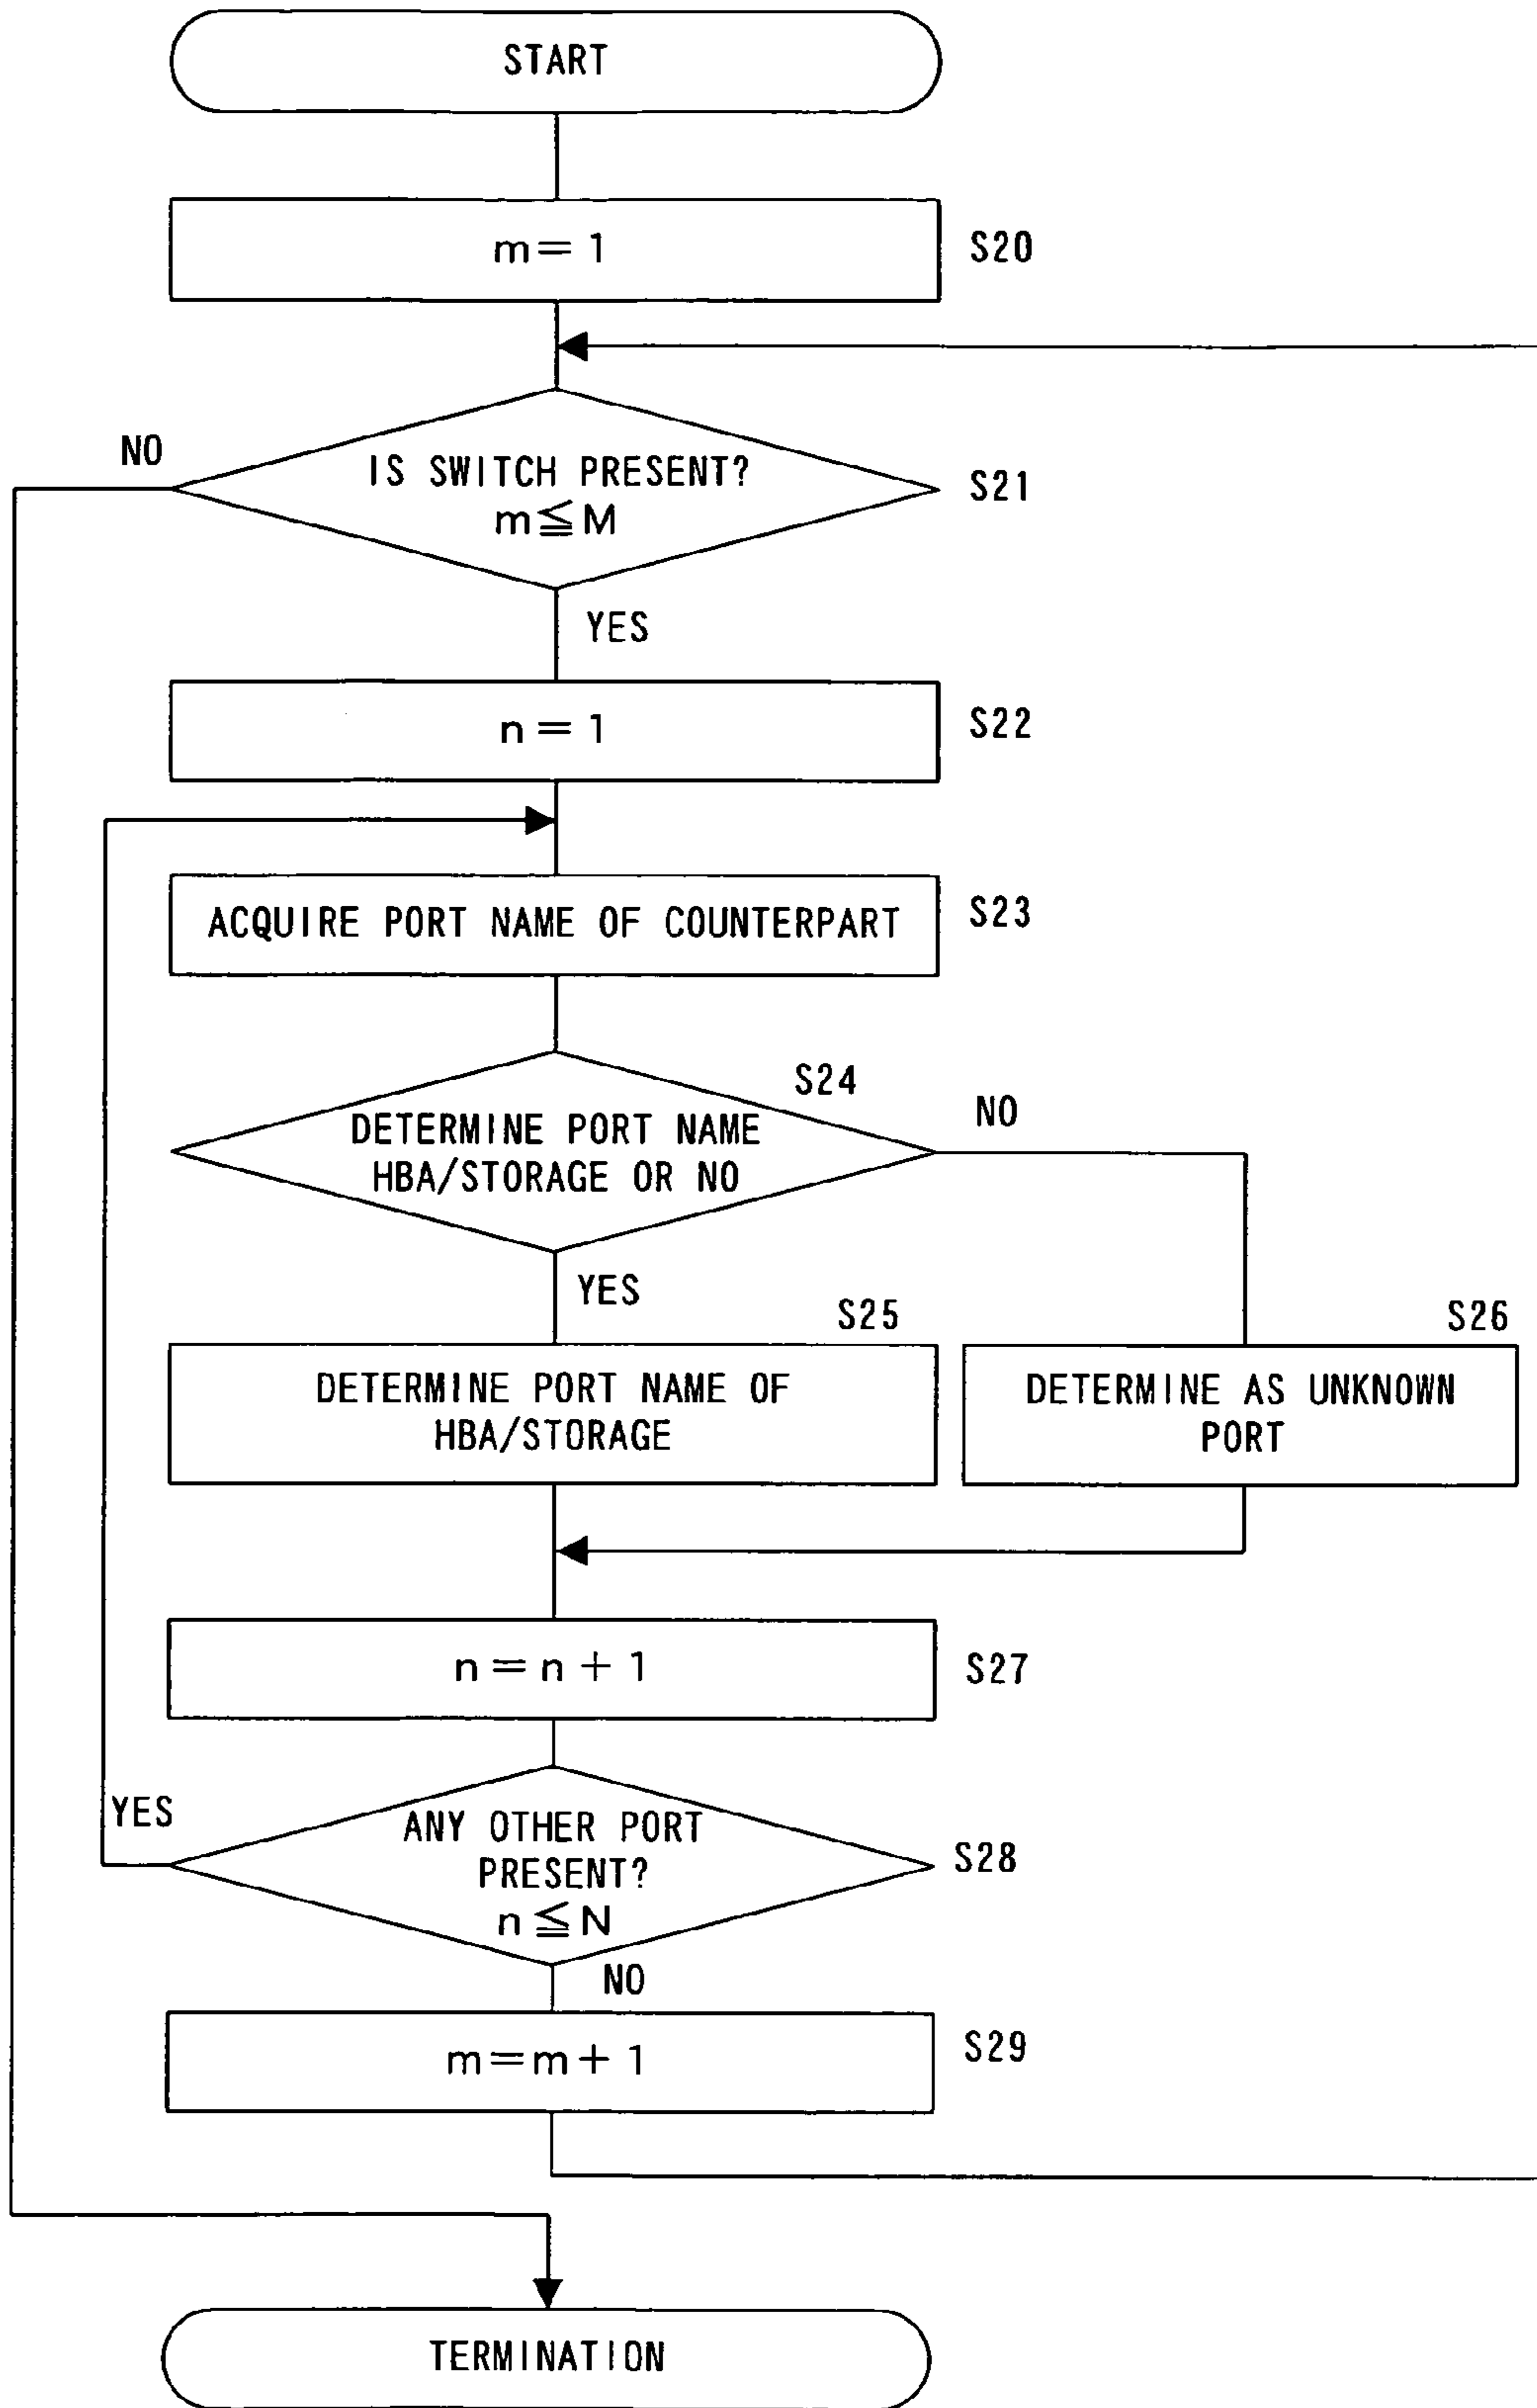 START
m=1
S20
NO
IS SWITCH PRESENT?
m≦M
S21
YES
n=1
S22
ACQUIRE PORT NAME OF COUNTERPART
S23
S24
DETERMINE PORT NAME
HBA/STORAGE OR NO
NO
YES
S25
DETERMINE PORT NAME OF
HBA/STORAGE
S26
DETERMINE AS UNKNOWN
PORT
n=n+1
S27
YES
ANY OTHER PORT
PRESENT?
n≦N
S28
NO
m=m+1
S29
TERMINATION